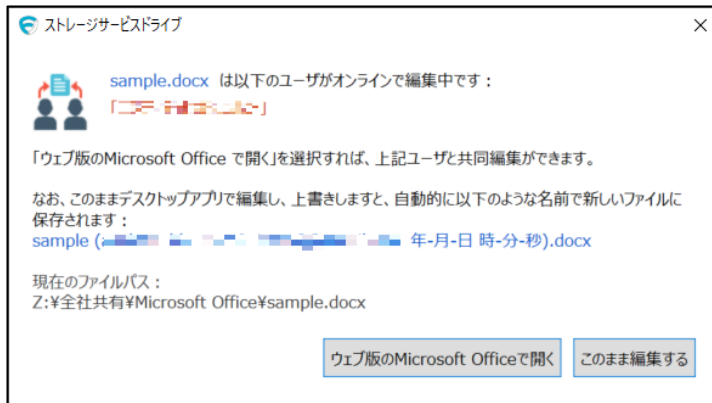 ストレージサービスドライブ
sample.docx は以下のユーザがオンラインで編集中です：
「ウェブ版のMicrosoft Office で開く」を選択すれば、上記ユーザと共同編集ができます。
なお、このままデスクトップアプリで編集し、上書きしますと、自動的に以下のような名前で新しいファイルに
保存されます：
sample ( 年-月-日 時-分-秒).docx
現在のファイルパス：
Z:¥全社共有¥Microsoft Office¥sample.docx
ウェブ版のMicrosoft Officeで開く このまま編集する